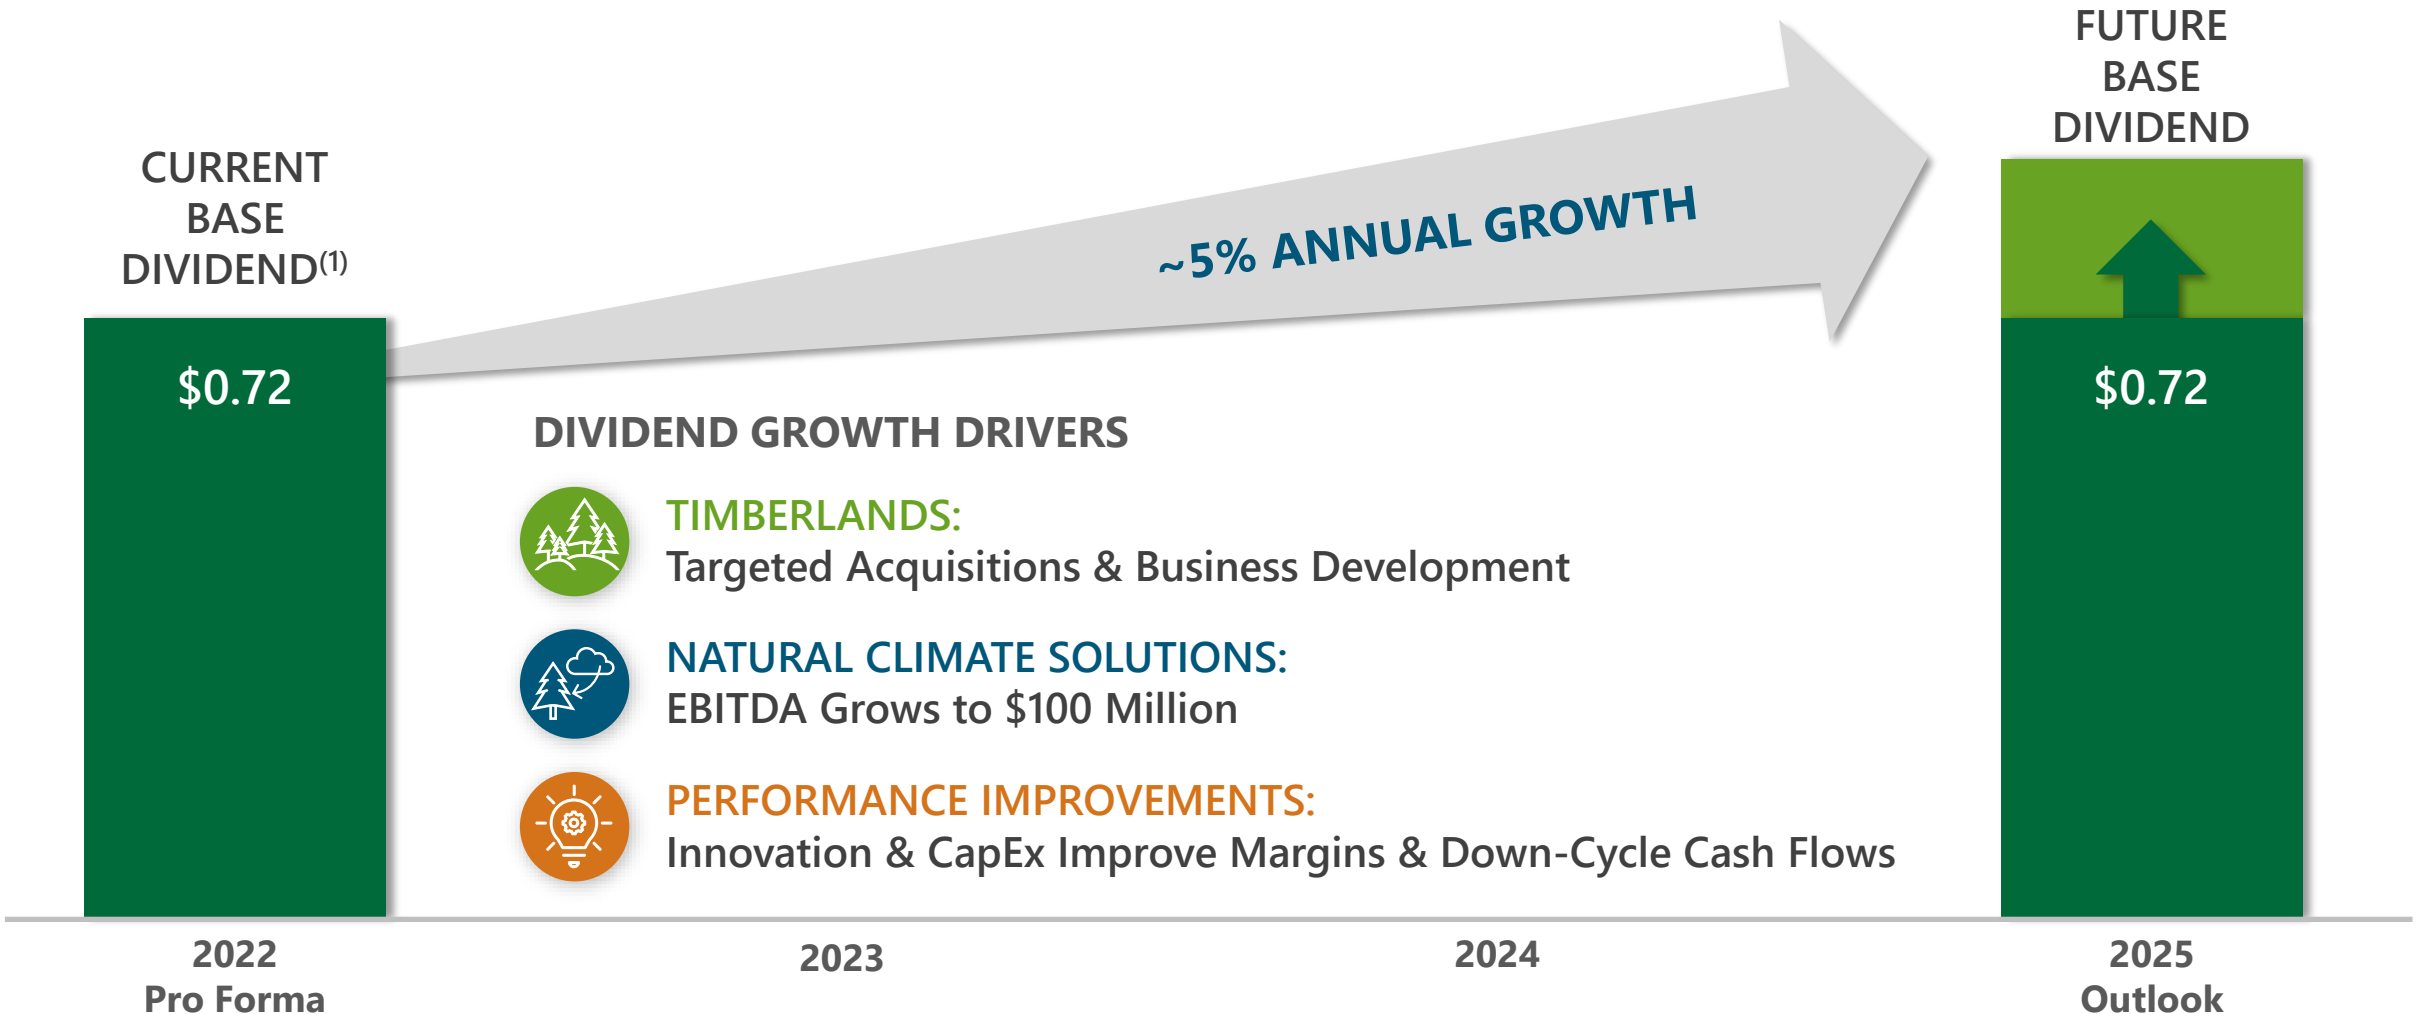 CURRENT
BASE
DIVIDEND(1)
$0.72
~5% ANNUAL GROWTH
FUTURE
BASE
DIVIDEND
$0.72
DIVIDEND GROWTH DRIVERS
TIMBERLANDS:
Targeted Acquisitions & Business Development
NATURAL CLIMATE SOLUTIONS:
EBITDA Grows to $100 Million
PERFORMANCE IMPROVEMENTS:
Innovation & CapEx Improve Margins & Down-Cycle Cash Flows
2022
Pro Forma
2023
2024
2025
Outlook